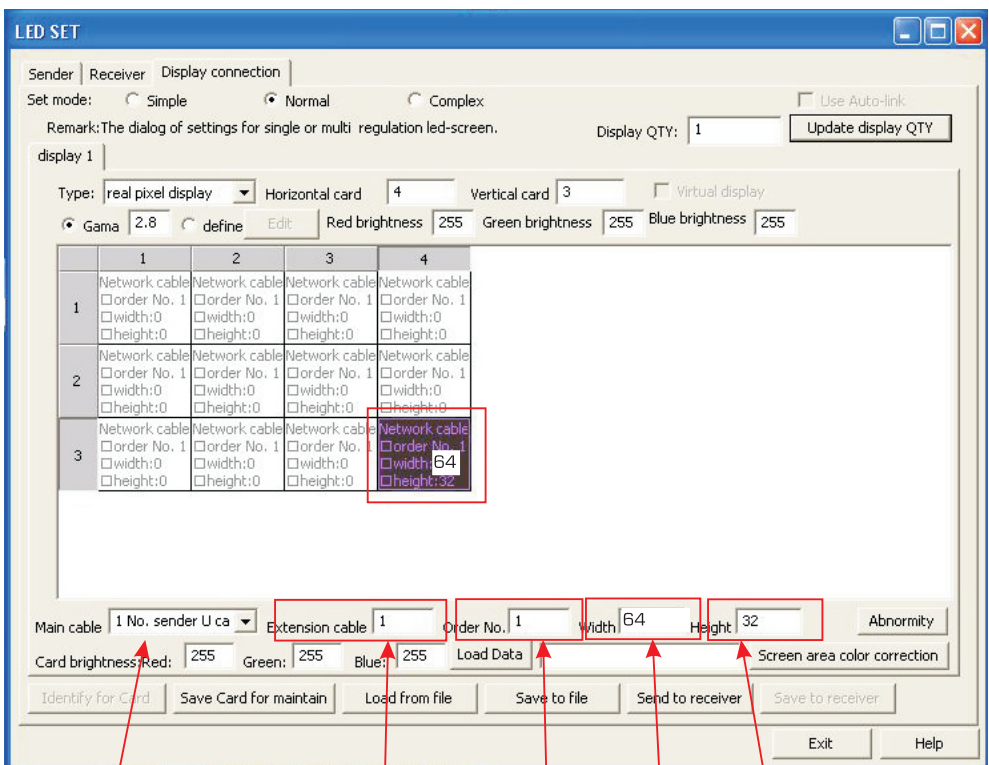 LED SET
Sender Receiver Display connection
Set mode: Simple Normal Complex Use Auto-link
Remark:The dialog of settings for single or multi regulation led-screen. Display QTY: 1 Update display QTY
display 1
Type: real pixel display Horizontal card 4 Vertical card 3 Virtual display
Gama 2.8 define Edit Red brightness 255 Green brightness 255 Blue brightness 255
1 2 3 4
Network cable Network cable Network cable Network cable
order No. 1 order No. 1 order No. 1 order No. 1
1
width:0 width:0 width:0 width:0
height:0 height:0 height:0 height:0
Network cable Network cable Network cable Network cable
order No. 1 order No. 1 order No. 1 order No. 1
2
width:0 width:0 width:0 width:0
height:0 height:0 height:0 height:0
Network cable Network cable Network cable Network cable
order No. 1 order No. 1 order No. 1 order No. 1
3
width:0 width:0 width:0 width:64
height:0 height:0 height:0 height:32
Main cable 1 No. sender U ca Extension cable 1 Order No. 1 Width 64 Height 32 Abnormity
Card brightness:Red: 255 Green: 255 Blue: 255 Load Data Screen area color correction
Identify for Card Save Card for maintain Load from file Save to file Send to receiver Save to receiver
Exit Help